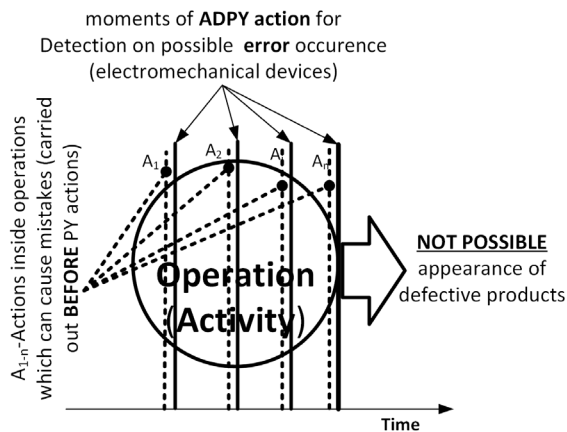 moments of ADPY action for
Detection on possible error occurence
(electromechanical devices)
A1-n-Actions inside operations
which can cause mistakes (carried
out BEFORE PY actions)
A1
A2
A
An
Operation
(Activity)
NOT POSSIBLE
appearance of
defective products
Time